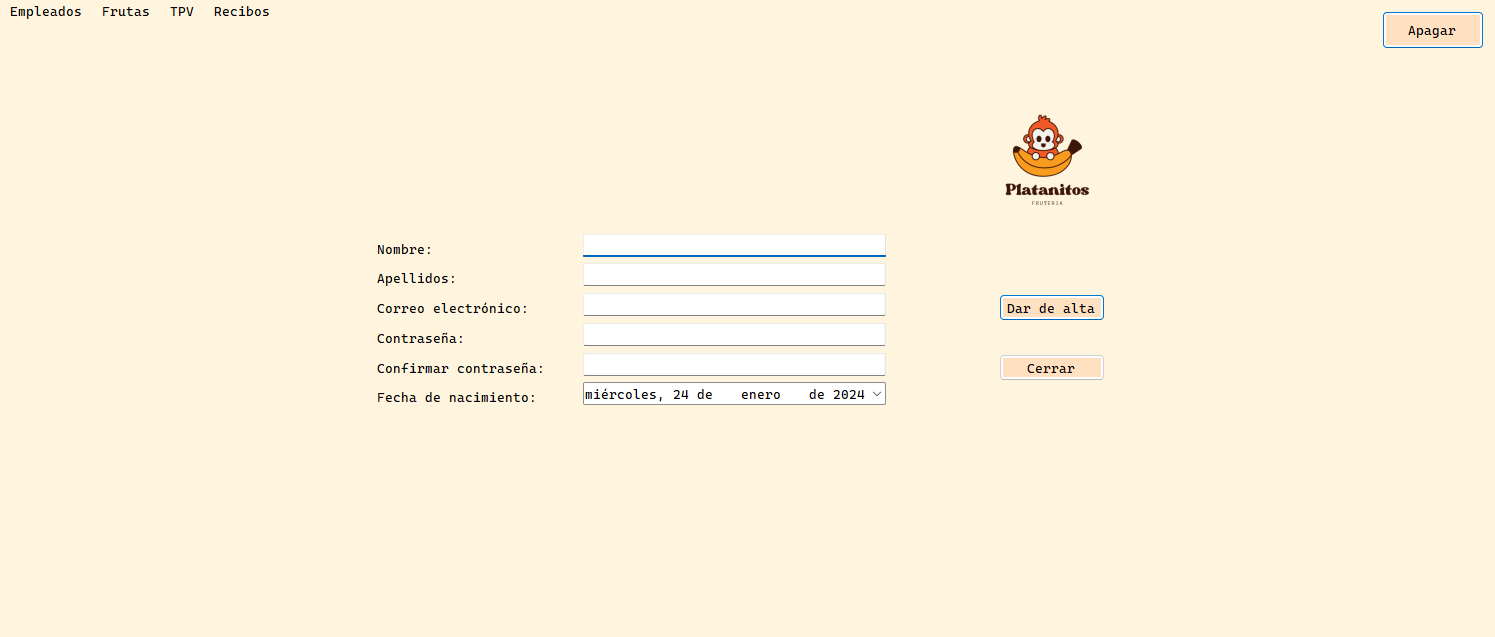 Empleados Frutas TPV Recibos
Apagar
Platanitos
FRUTERIA
Nombre:
Apellidos:
Correo electrónico:
Dar de alta
Contraseña:
Confirmar contraseña:
Cerrar
Fecha de nacimiento:
miércoles, 24 de enero de 2024